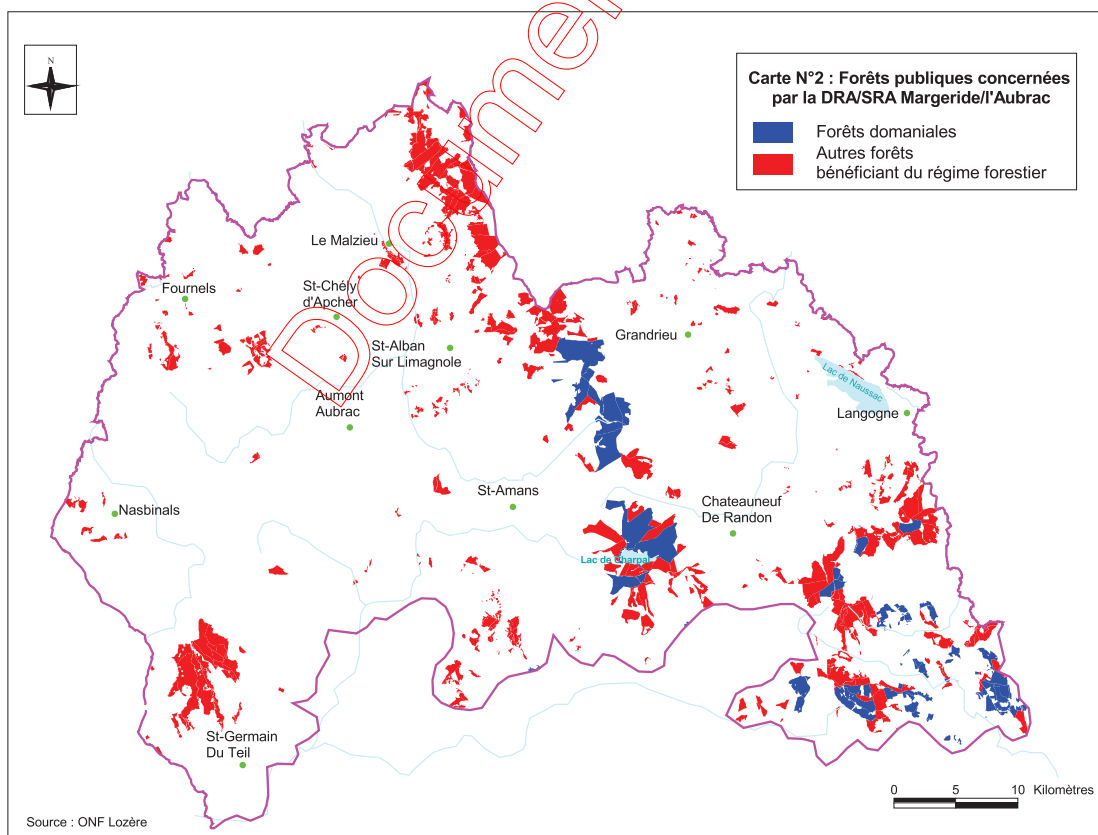 N
Carte N°2 : Forêts publiques concernées
par la DRA/SRA Margeride/l'Aubrac
Forêts domaniales
Autres forêts
bénéficiant du régime forestier
Le Malzieu
Fournels
St-Chély
d'Apcher
Grandrieu
St-Alban
Sur Limagnole
Lac de Naussac
Aumont
Aubrac
Langogne
St-Amans
Chateauneuf
De Randon
Nasbinals
Lac de Charpal
St-Germain
Du Teil
0 5 10 Kilomètres
Source : ONF Lozère
Documen